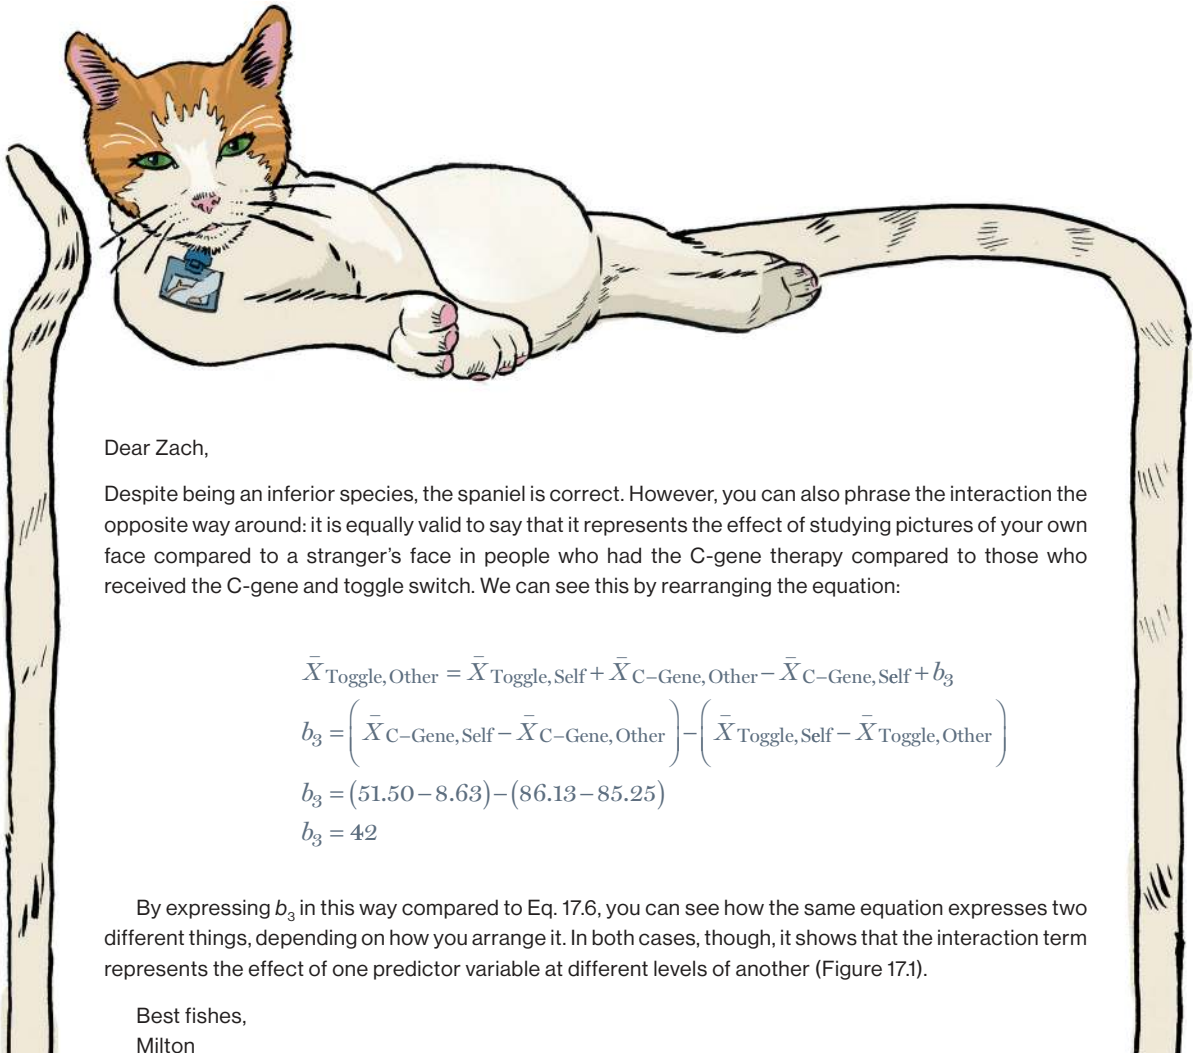 Dear Zach,
Despite being an inferior species, the spaniel is correct. However, you can also phrase the interaction the
opposite way around: it is equally valid to say that it represents the effect of studying pictures of your own
face compared to a stranger's face in people who had the C-gene therapy compared to those who
received the C-gene and toggle switch. We can see this by rearranging the equation:
X̄ Toggle, Other = X̄ Toggle, Self + X̄ C−Gene, Other − X̄ C−Gene, Self + b₃
b₃ = (X̄ C−Gene, Self − X̄ C−Gene, Other) − (X̄ Toggle, Self − X̄ Toggle, Other)
b₃ = (51.50 − 8.63) − (86.13 − 85.25)
b₃ = 42
By expressing b₃ in this way compared to Eq. 17.6, you can see how the same equation expresses two
different things, depending on how you arrange it. In both cases, though, it shows that the interaction term
represents the effect of one predictor variable at different levels of another (Figure 17.1).
Best fishes,
Milton